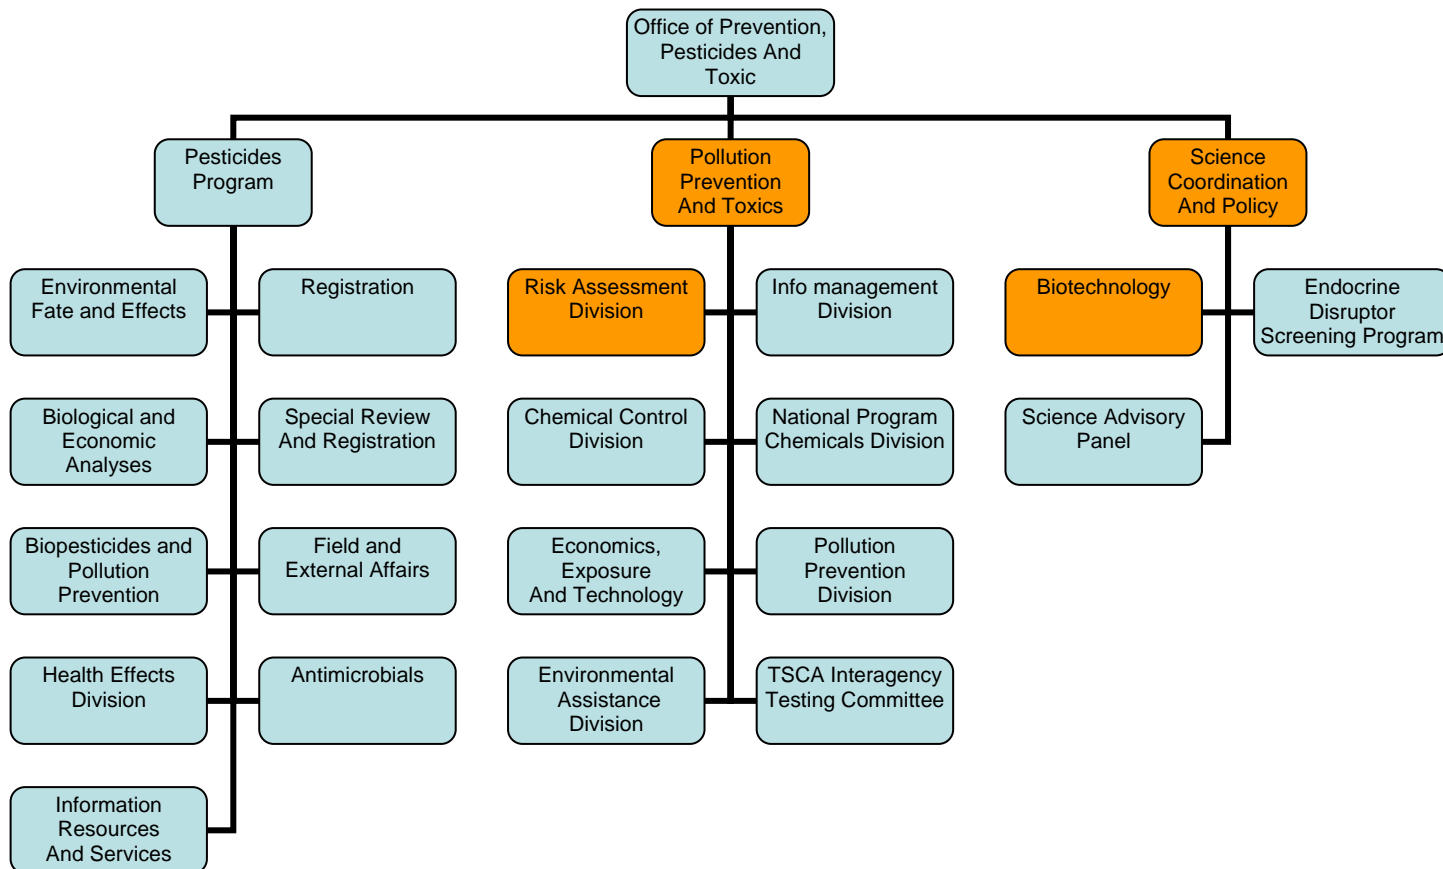 Office of Prevention,
Pesticides And
Toxic
Pesticides
Program
Pollution
Prevention
And Toxics
Science
Coordination
And Policy
Environmental
Fate and Effects
Registration
Risk Assessment
Division
Info management
Division
Biotechnology
Endocrine
Disruptor
Screening Program
Biological and
Economic
Analyses
Special Review
And Registration
Chemical Control
Division
National Program
Chemicals Division
Science Advisory
Panel
Biopesticides and
Pollution
Prevention
Field and
External Affairs
Economics,
Exposure
And Technology
Pollution
Prevention
Division
Health Effects
Division
Antimicrobials
Environmental
Assistance
Division
TSCA Interagency
Testing Committee
Information
Resources
And Services